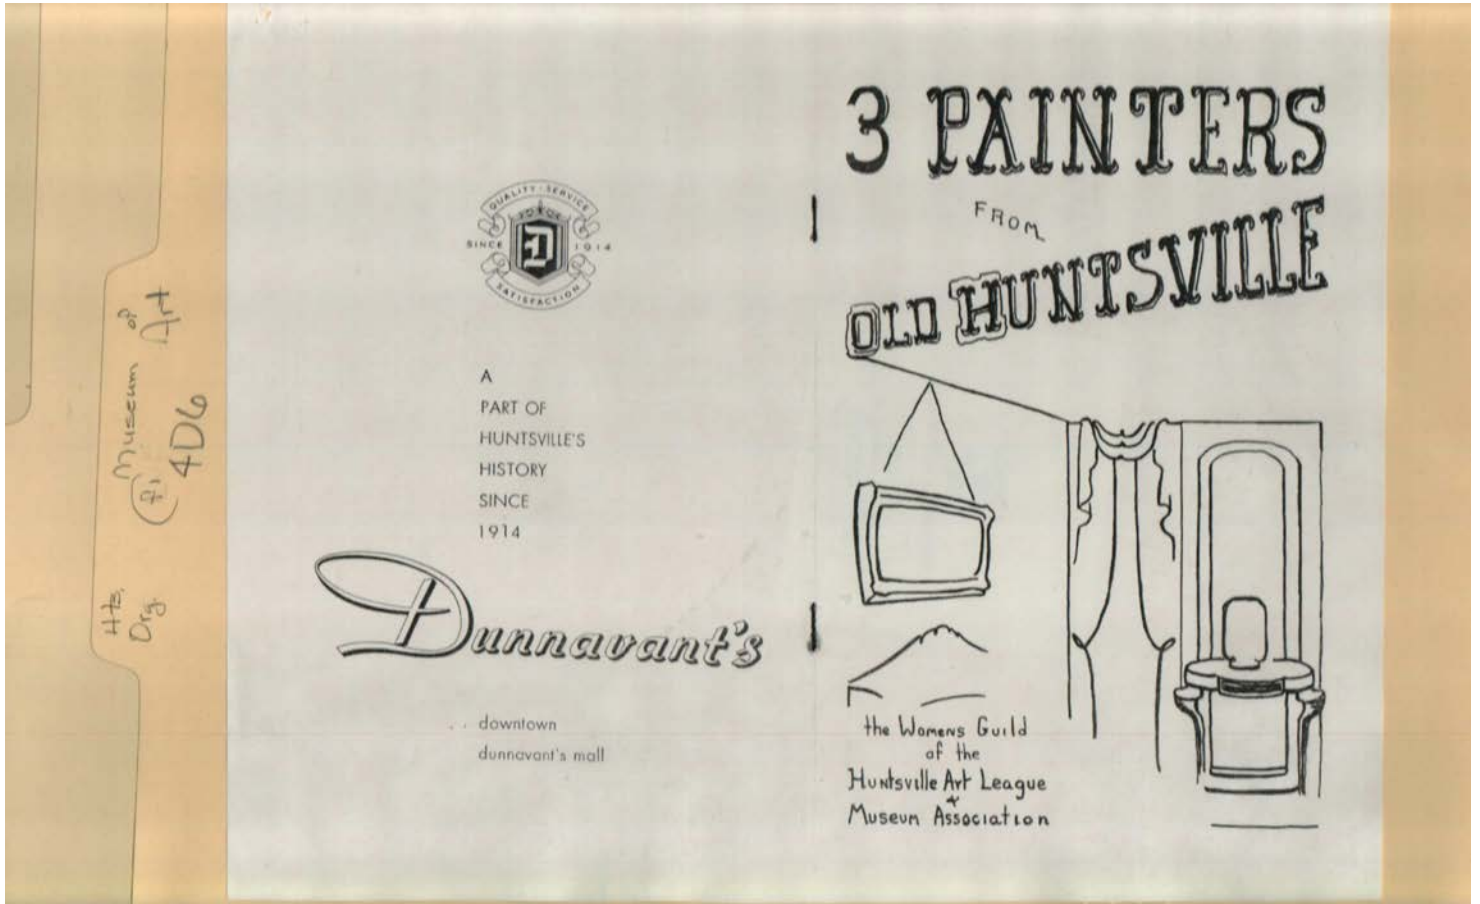 Hts.
Org.
Museum of
Art
4D6
QUALITY · SERVICE
SINCE 1914
D
SATISFACTION
A
PART OF
HUNTSVILLE'S
HISTORY
SINCE
1914
Dunnavant's
downtown
dunnavant's mall
3 PAINTERS
FROM
OLD HUNTSVILLE
the Womens Guild
of the
Huntsville Art League
+
Museum Association